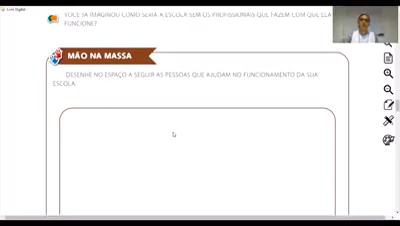 VOCÊ JÁ IMAGINOU COMO SERIA A ESCOLA SEM OS PROFISSIONAIS QUE FAZEM COM QUE ELA
FUNCIONE?
MÃO NA MASSA
DESENHE NO ESPAÇO A SEGUIR AS PESSOAS QUE AJUDAM NO FUNCIONAMENTO DA SUA
ESCOLA.